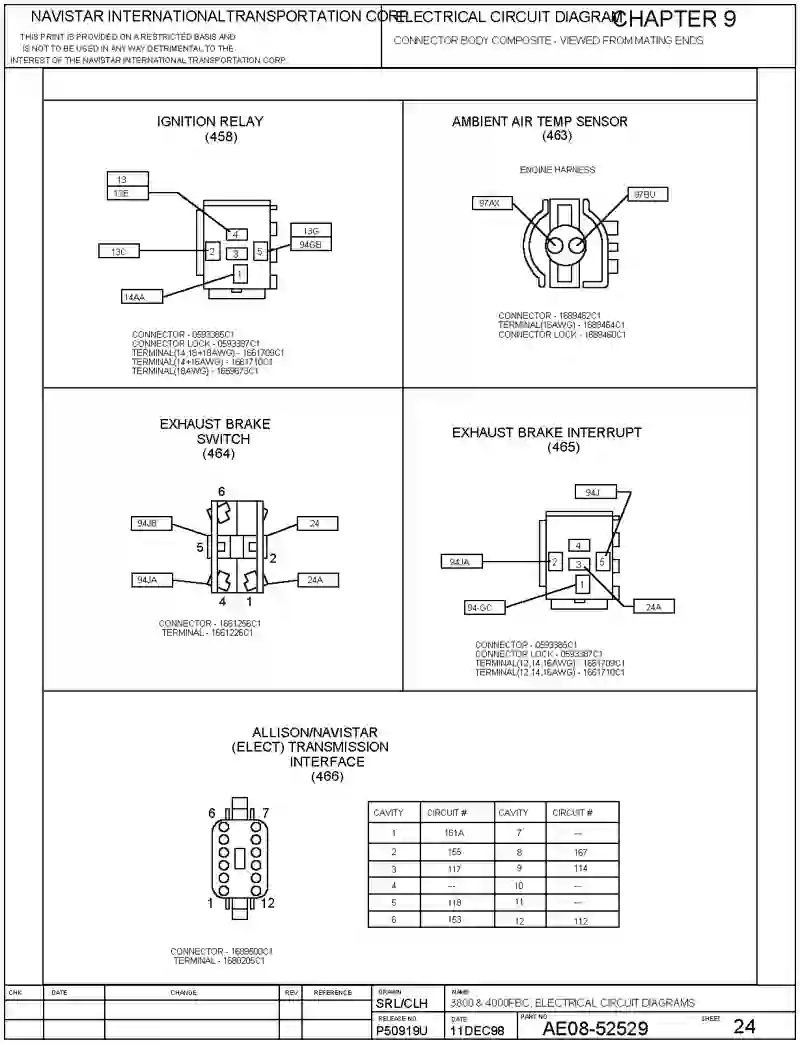 NAVISTAR INTERNATIONAL TRANSPORTATION CORP.
THIS PRINT IS PROVIDED ON A RESTRICTED BASIS AND
IS NOT TO BE USED IN ANY WAY DETRIMENTAL TO THE
INTEREST OF THE NAVISTAR INTERNATIONAL TRANSPORTATION CORP.
ELECTRICAL CIRCUIT DIAGRAM
CHAPTER 9
CONNECTOR BODY COMPOSITE - VIEWED FROM MATING ENDS
IGNITION RELAY
(458)
13
13E
13G
94GB
13C
14AA
4
2
3
5
1
CONNECTOR - 0593385C1
CONNECTOR LOCK - 0593387C1
TERMINAL(14,16+18AWG) - 1661709C1
TERMINAL(14+16AWG) - 1661710C1
TERMINAL(18AWG) - 1659673C1
AMBIENT AIR TEMP SENSOR
(463)
ENGINE HARNESS
97AX
97BU
CONNECTOR - 1689462C1
TERMINAL(16AWG) - 1689464C1
CONNECTOR LOCK - 1689460C1
EXHAUST BRAKE
SWITCH
(464)
6
94JB
24
5
2
94JA
24A
4 1
CONNECTOR - 1661256C1
TERMINAL - 1661226C1
EXHAUST BRAKE INTERRUPT
(465)
94J
4
94JA
2
3
5
1
94-GC
24A
CONNECTOR - 0593385C1
CONNECTOR LOCK - 0593387C1
TERMINAL(12,14,16AWG) - 1661709C1
TERMINAL(12,14,16AWG) - 1661710C1
ALLISON/NAVISTAR
(ELECT) TRANSMISSION
INTERFACE
(466)
6 7
1 12
CONNECTOR - 1689500C1
TERMINAL - 1680205C1
CAVITY CIRCUIT # CAVITY CIRCUIT #
1 161A 7 ---
2 155 8 167
3 117 9 114
4 --- 10 ---
5 118 11 ---
6 153 12 112
CHK DATE CHANGE REV REFERENCE
DRAWN
SRL/CLH
NAME
3800 & 4000FBC, ELECTRICAL CIRCUIT DIAGRAMS
RELEASE NO.
P50919U
DATE
11DEC98
PART NO.
AE08-52529
SHEET
24